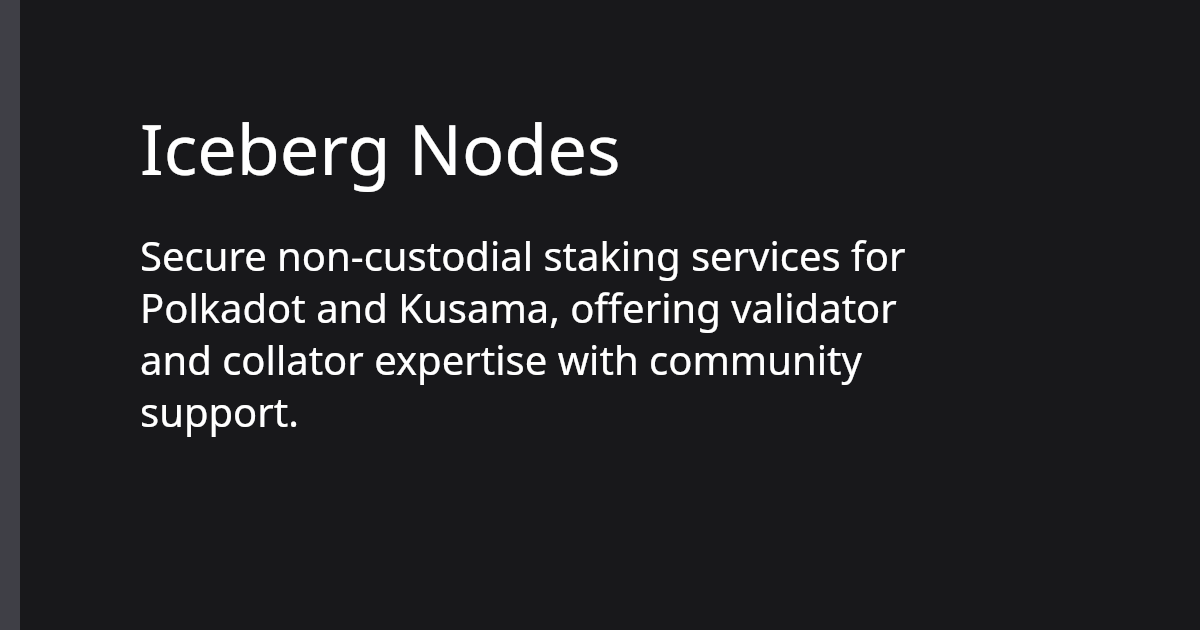 Iceberg Nodes
Secure non-custodial staking services for
Polkadot and Kusama, offering validator
and collator expertise with community
support.